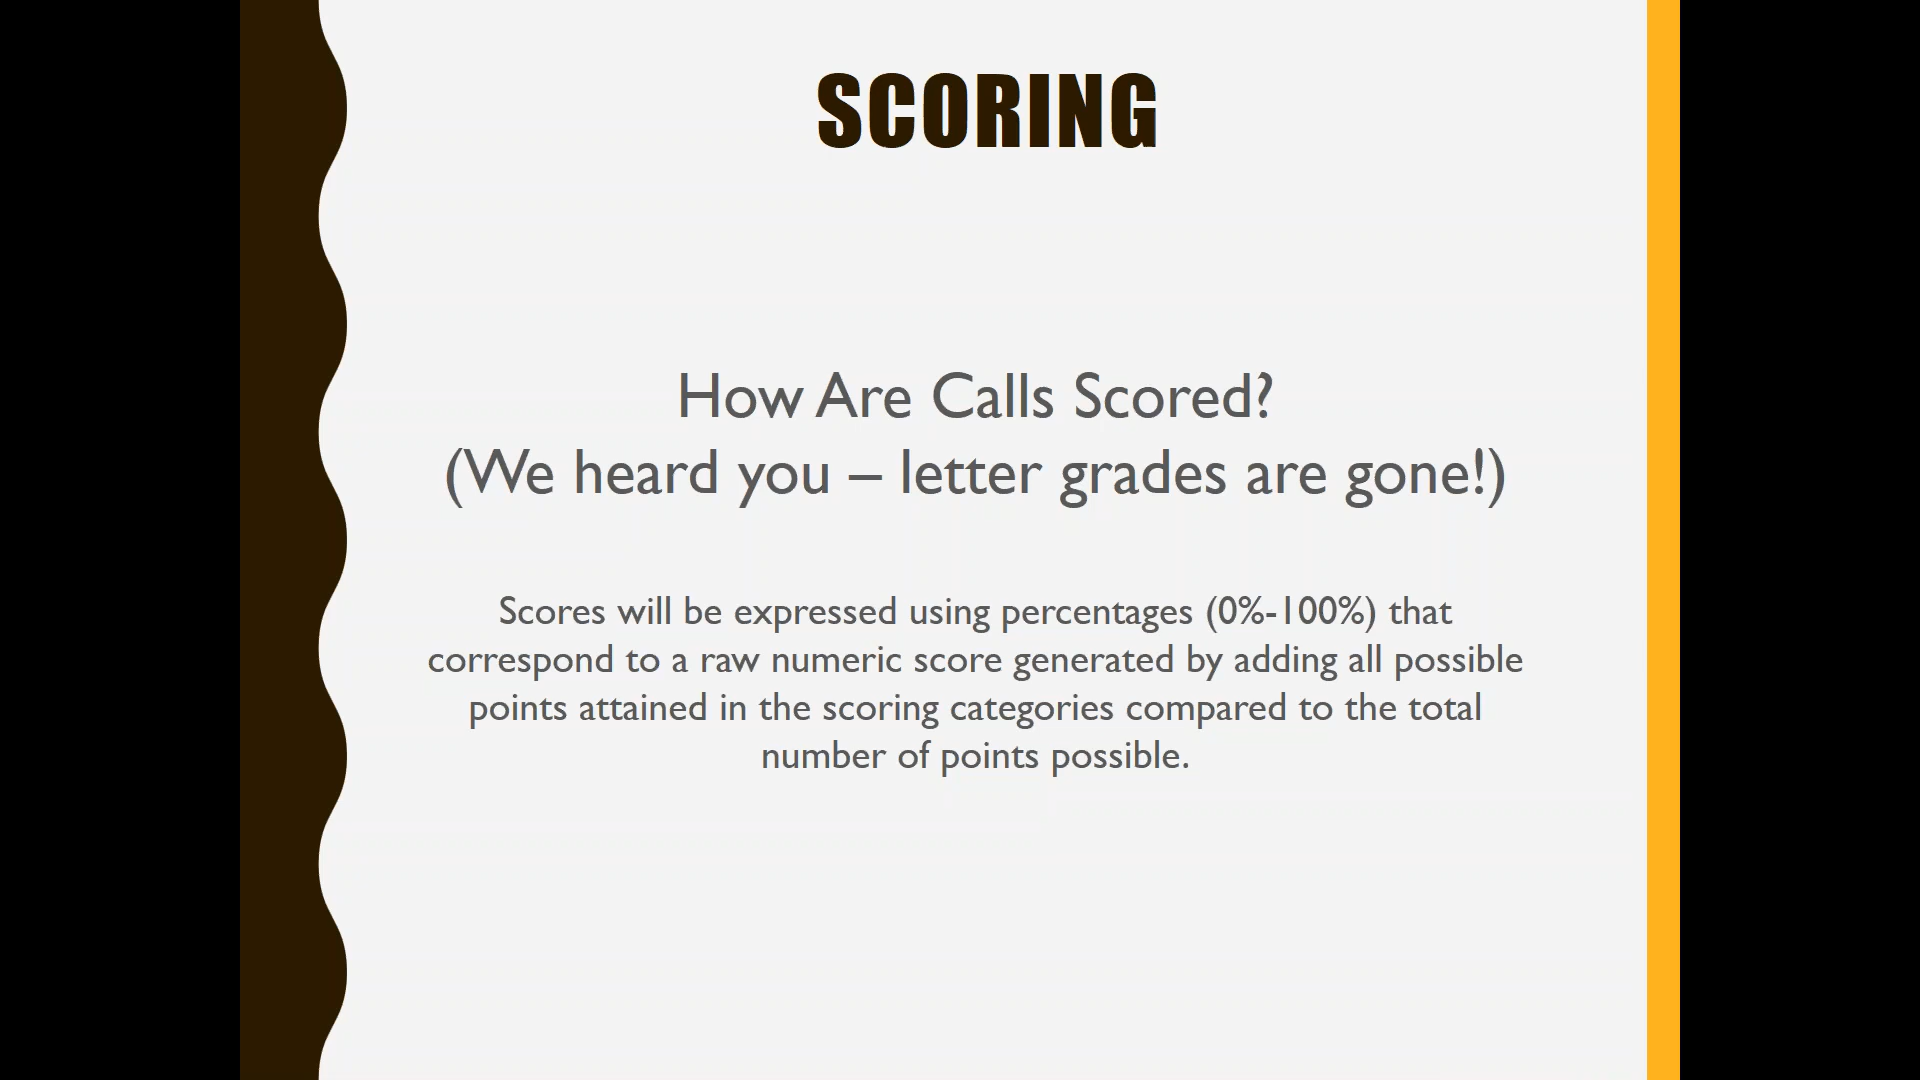 SCORING
How Are Calls Scored?
(We heard you – letter grades are gone!)
Scores will be expressed using percentages (0%-100%) that
correspond to a raw numeric score generated by adding all possible
points attained in the scoring categories compared to the total
number of points possible.